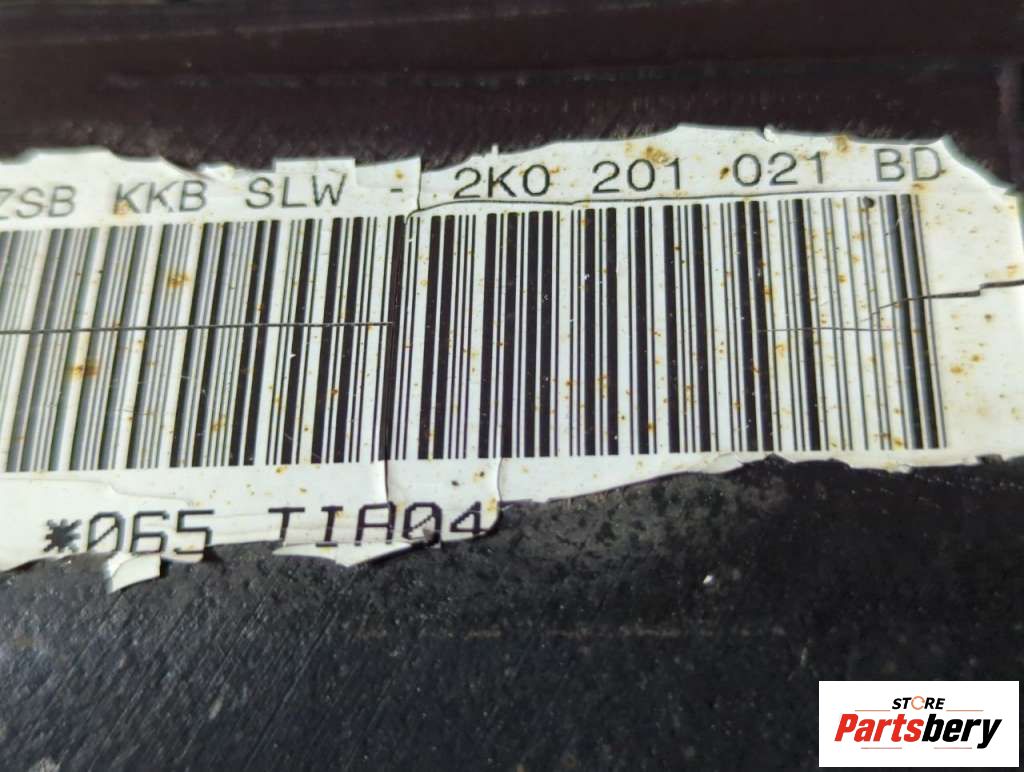 ZSB KKB SLW - 2K0 201 021 BD
*065 TIA04
STORE
Partsbery